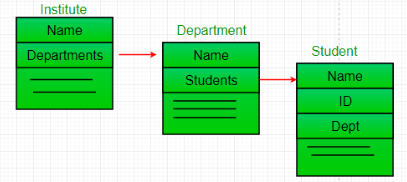 Institute
Name
Departments
Department
Name
Students
Student
Name
ID
Dept